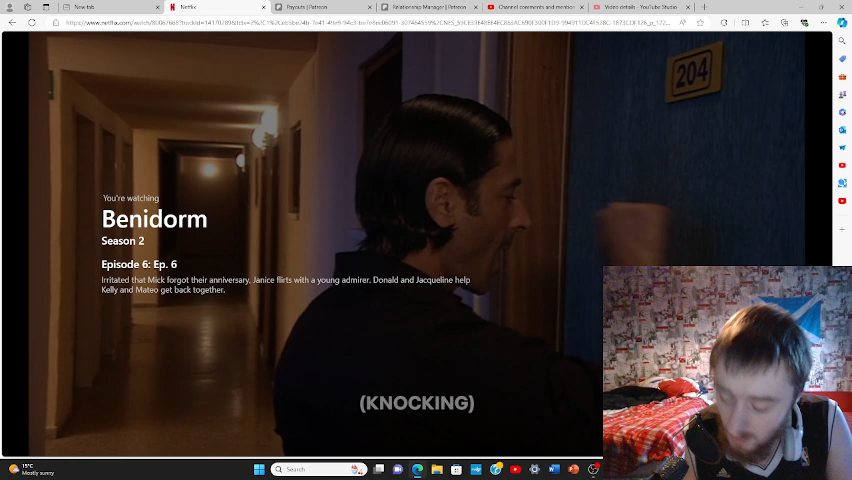 New tab
Netflix
Payouts | Patreon
Relationship Manager | Patreon
Channel comments and mention
Video details - YouTube Studio
204
You're watching
Benidorm
Season 2
Episode 6: Ep. 6
Irritated that Mick forgot their anniversary, Janice flirts with a young admirer. Donald and Jacqueline help
Kelly and Mateo get back together.
(KNOCKING)
15°C
Mostly sunny
Search